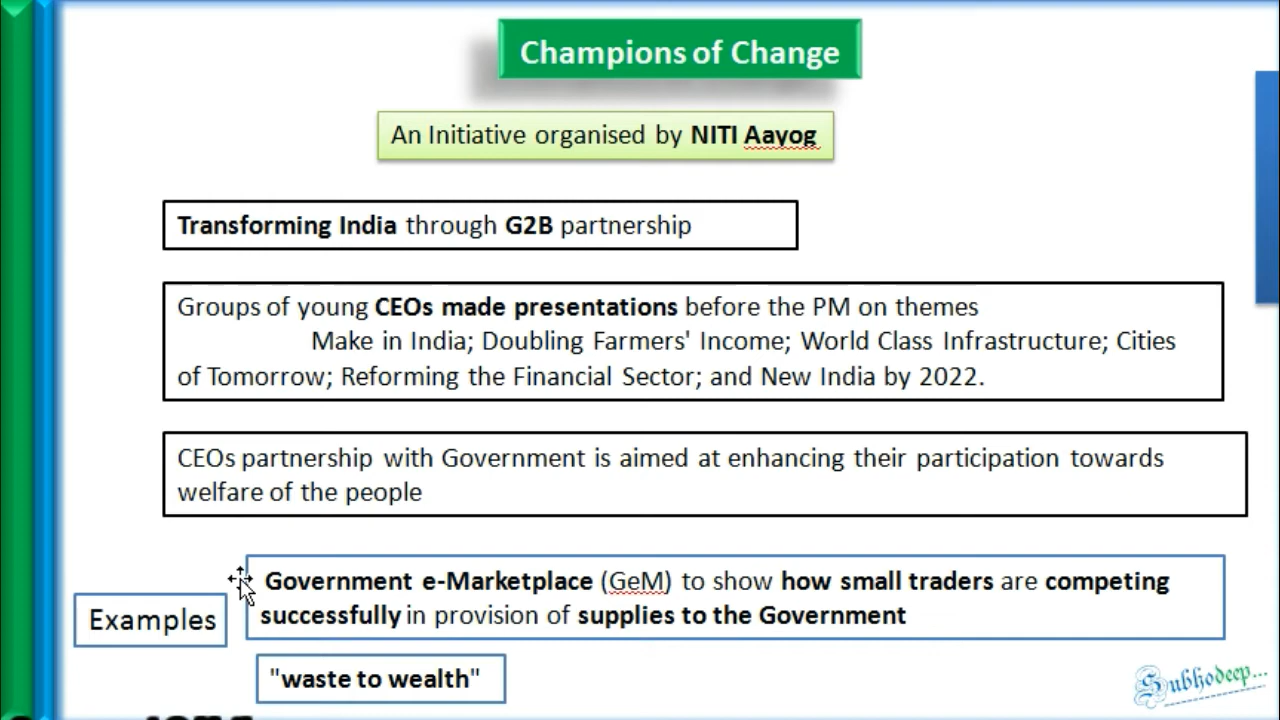 Champions of Change
An Initiative organised by NITI Aayog
Transforming India through G2B partnership
Groups of young CEOs made presentations before the PM on themes
Make in India; Doubling Farmers' Income; World Class Infrastructure; Cities
of Tomorrow; Reforming the Financial Sector; and New India by 2022.
CEOs partnership with Government is aimed at enhancing their participation towards
welfare of the people
Government e-Marketplace (GeM) to show how small traders are competing
successfully in provision of supplies to the Government
Examples
"waste to wealth"
Subhodeep...